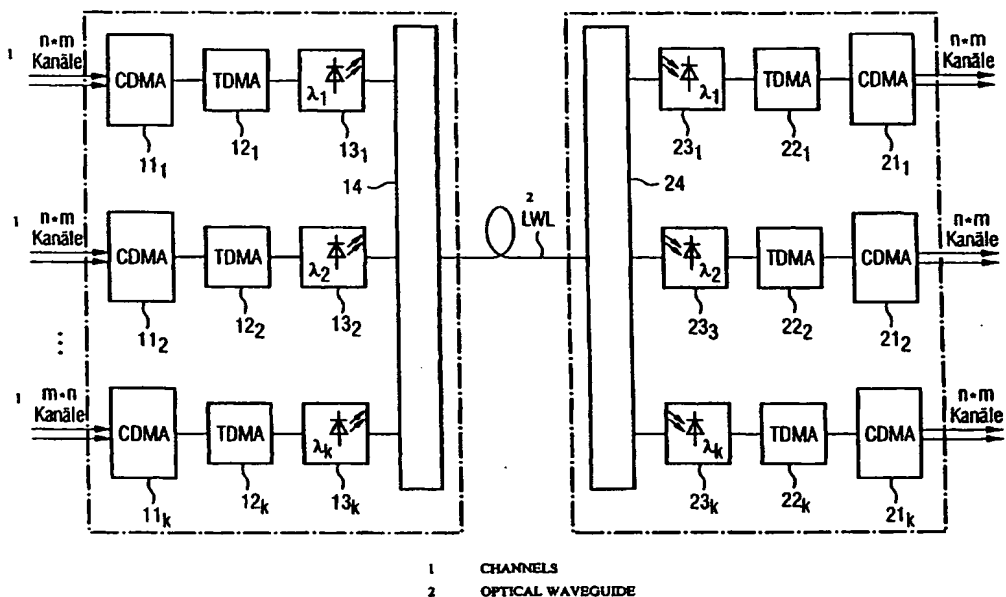 1 n•m Kanäle CDMA TDMA λ1 λ1 TDMA CDMA n•m Kanäle
11₁ 12₁ 13₁ 23₁ 22₁ 21₁
14 24
2 LWL
1 n•m Kanäle CDMA TDMA λ2 λ2 TDMA CDMA n•m Kanäle
11₂ 12₂ 13₂ 23₃ 22₂ 21₂
1 m•n Kanäle CDMA TDMA λk λk TDMA CDMA n•m Kanäle
11k 12k 13k 23k 22k 21k
1 CHANNELS
2 OPTICAL WAVEGUIDE